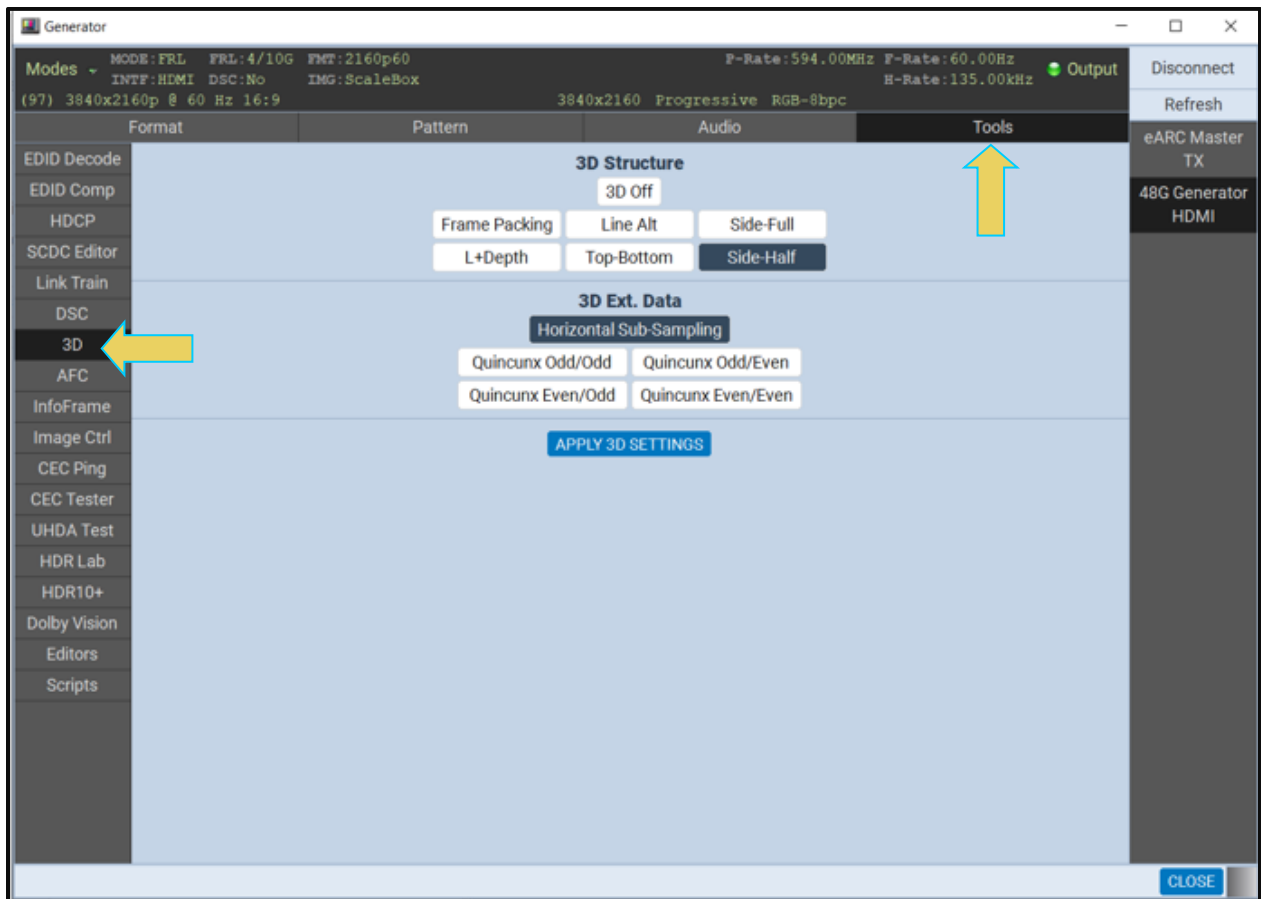 Generator
Modes
MODE:FRL FRL:4/10G FMT:2160p60 P-Rate:594.00MHz F-Rate:60.00Hz
INTF:HDMI DSC:No IMG:ScaleBox H-Rate:135.00kHz
Output
(97) 3840x2160p @ 60 Hz 16:9 3840x2160 Progressive RGB-8bpc
Disconnect
Refresh
Format Pattern Audio Tools
eARC Master
TX
48G Generator
HDMI
EDID Decode
EDID Comp
HDCP
SCDC Editor
Link Train
DSC
3D
AFC
InfoFrame
Image Ctrl
CEC Ping
CEC Tester
UHDA Test
HDR Lab
HDR10+
Dolby Vision
Editors
Scripts
3D Structure
3D Off
Frame Packing Line Alt Side-Full
L+Depth Top-Bottom Side-Half
3D Ext. Data
Horizontal Sub-Sampling
Quincunx Odd/Odd Quincunx Odd/Even
Quincunx Even/Odd Quincunx Even/Even
APPLY 3D SETTINGS
CLOSE